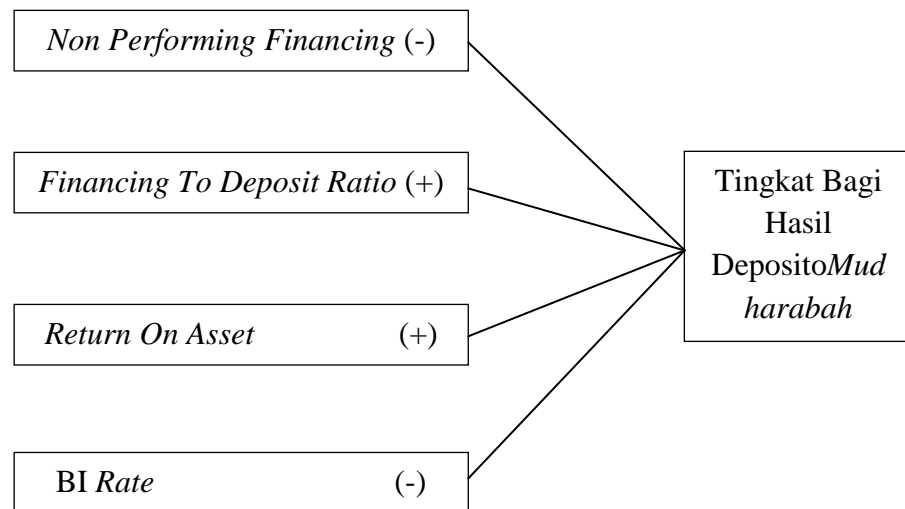 Non Performing Financing (-)
Financing To Deposit Ratio (+)
Return On Asset (+)
BI Rate (-)
Tingkat Bagi
Hasil
DepositoMud
harabah